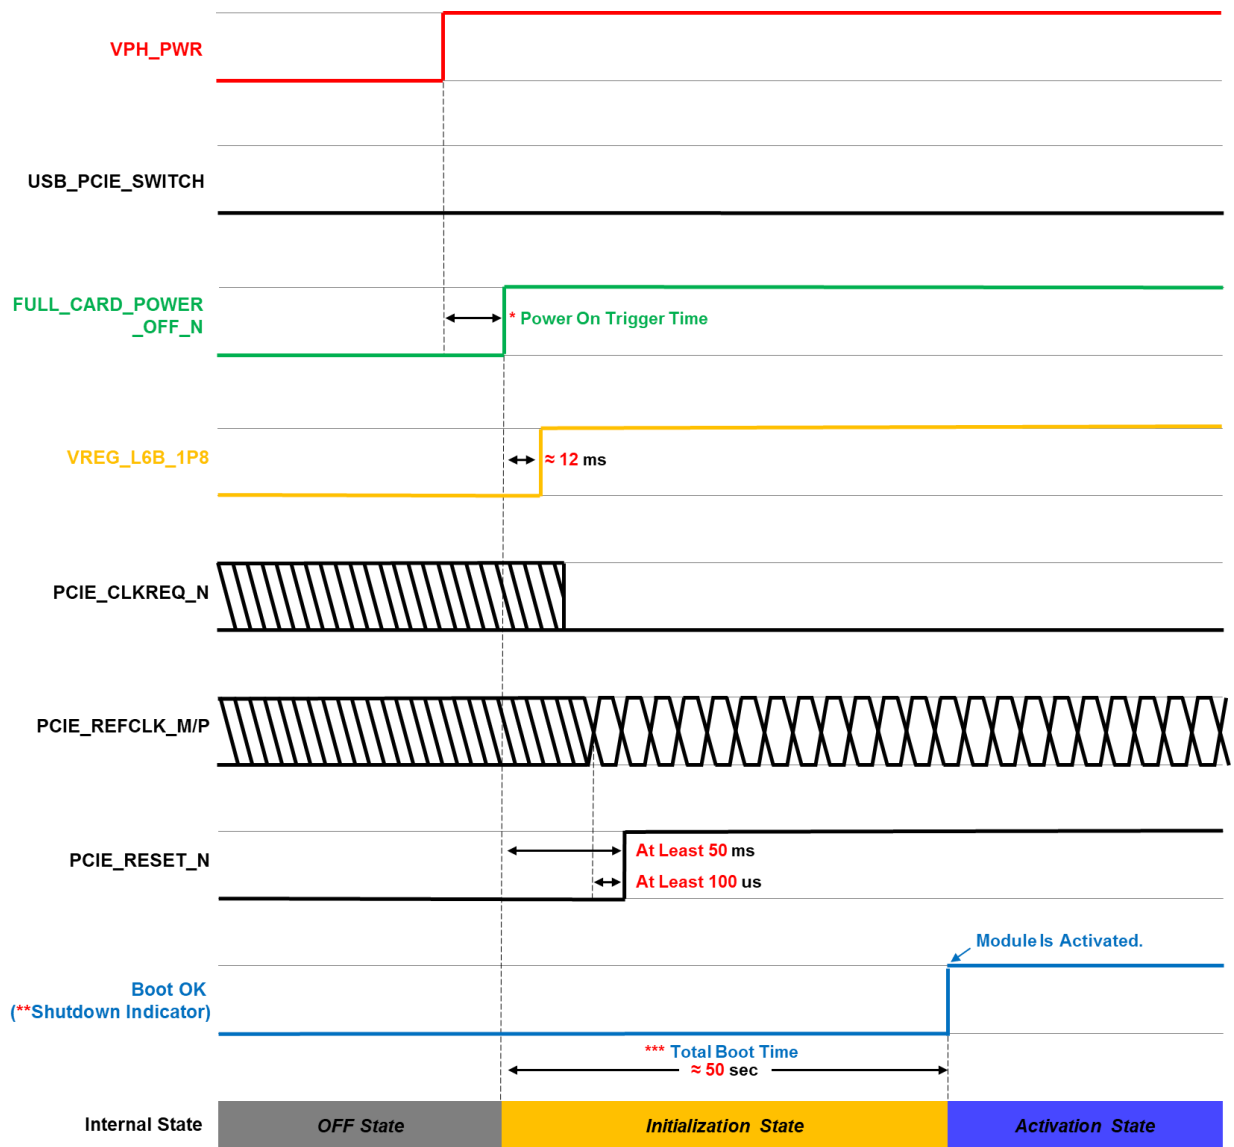 VPH_PWR
USB_PCIE_SWITCH
FULL_CARD_POWER
_OFF_N
* Power On Trigger Time
VREG_L6B_1P8
≈ 12 ms
PCIE_CLKREQ_N
PCIE_REFCLK_M/P
PCIE_RESET_N
At Least 50 ms
At Least 100 us
Module Is Activated.
Boot OK
(**Shutdown Indicator)
*** Total Boot Time
≈ 50 sec
Internal State
OFF State
Initialization State
Activation State